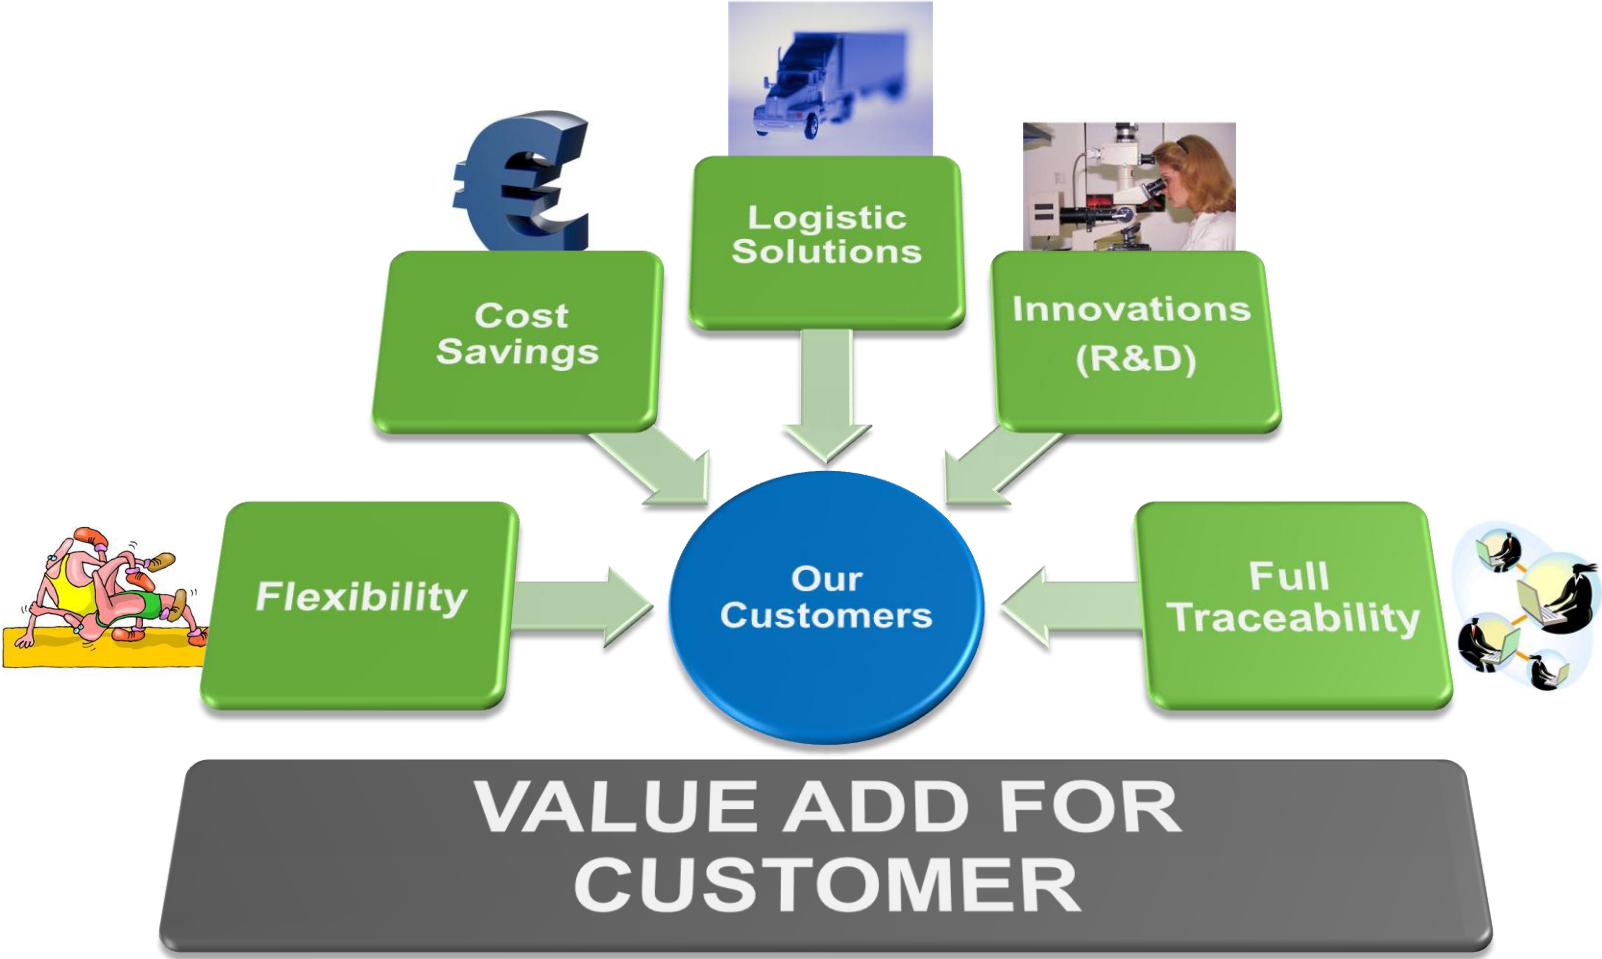 Logistic
Solutions
Cost
Savings
Innovations
(R&D)
Flexibility
Our
Customers
Full
Traceability
VALUE ADD FOR
CUSTOMER